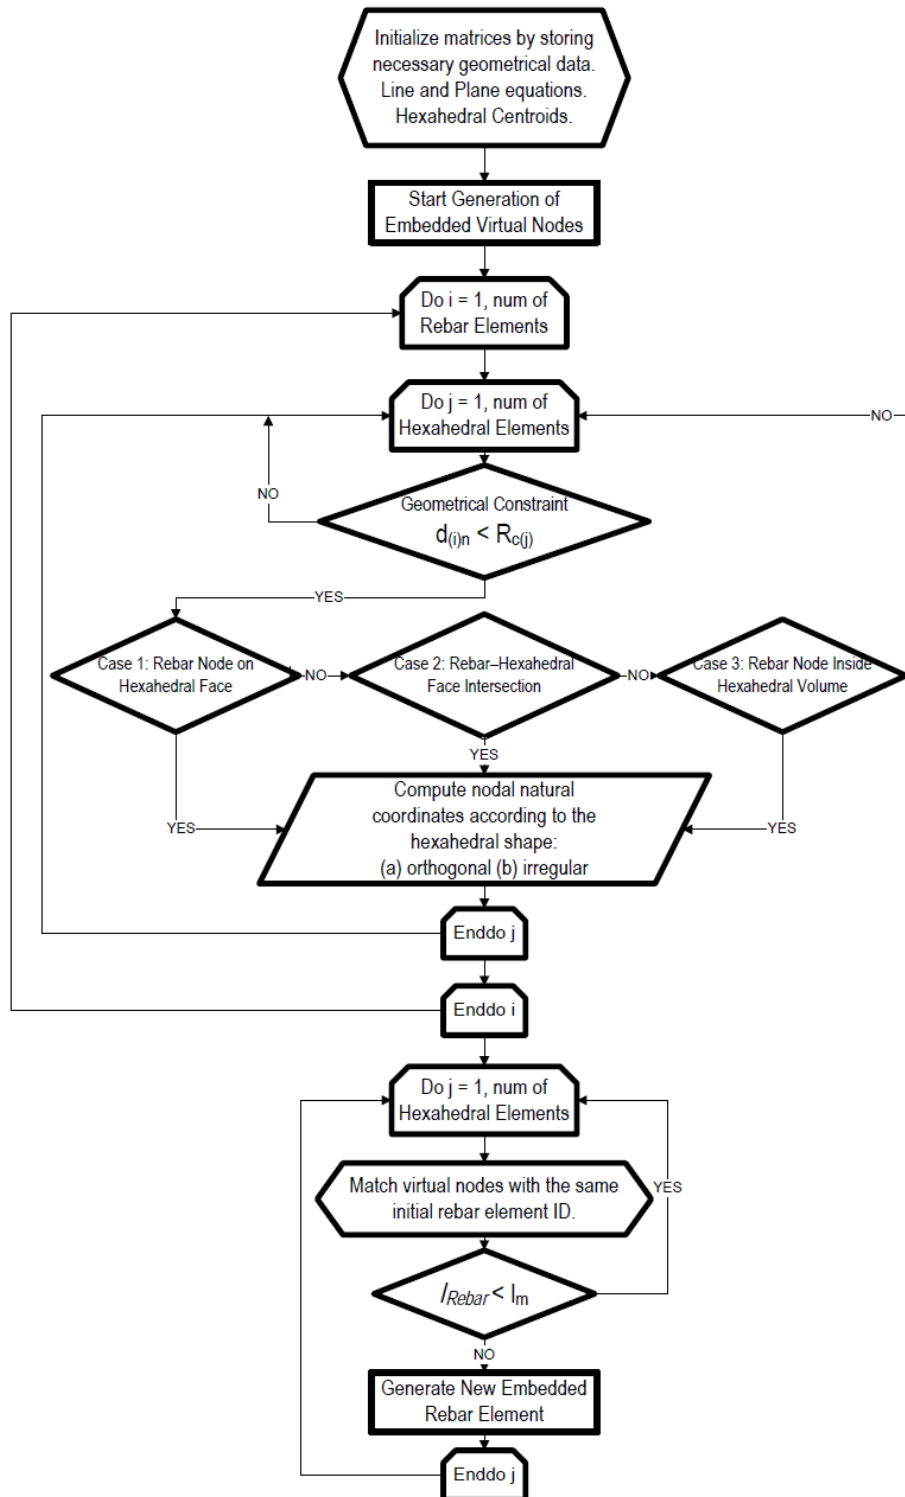 Initialize matrices by storing
necessary geometrical data.
Line and Plane equations.
Hexahedral Centroids.
Start Generation of
Embedded Virtual Nodes
Do i = 1, num of
Rebar Elements
Do j = 1, num of
Hexahedral Elements
NO
NO
Geometrical Constraint
d(i)n < Rc(j)
YES
Case 1: Rebar Node on
Hexahedral Face
NO
Case 2: Rebar–Hexahedral
Face Intersection
NO
Case 3: Rebar Node Inside
Hexahedral Volume
YES
YES
YES
Compute nodal natural
coordinates according to the
hexahedral shape:
(a) orthogonal (b) irregular
Enddo j
Enddo i
Do j = 1, num of
Hexahedral Elements
Match virtual nodes with the same
initial rebar element ID.
YES
lRebar < lm
NO
Generate New Embedded
Rebar Element
Enddo j